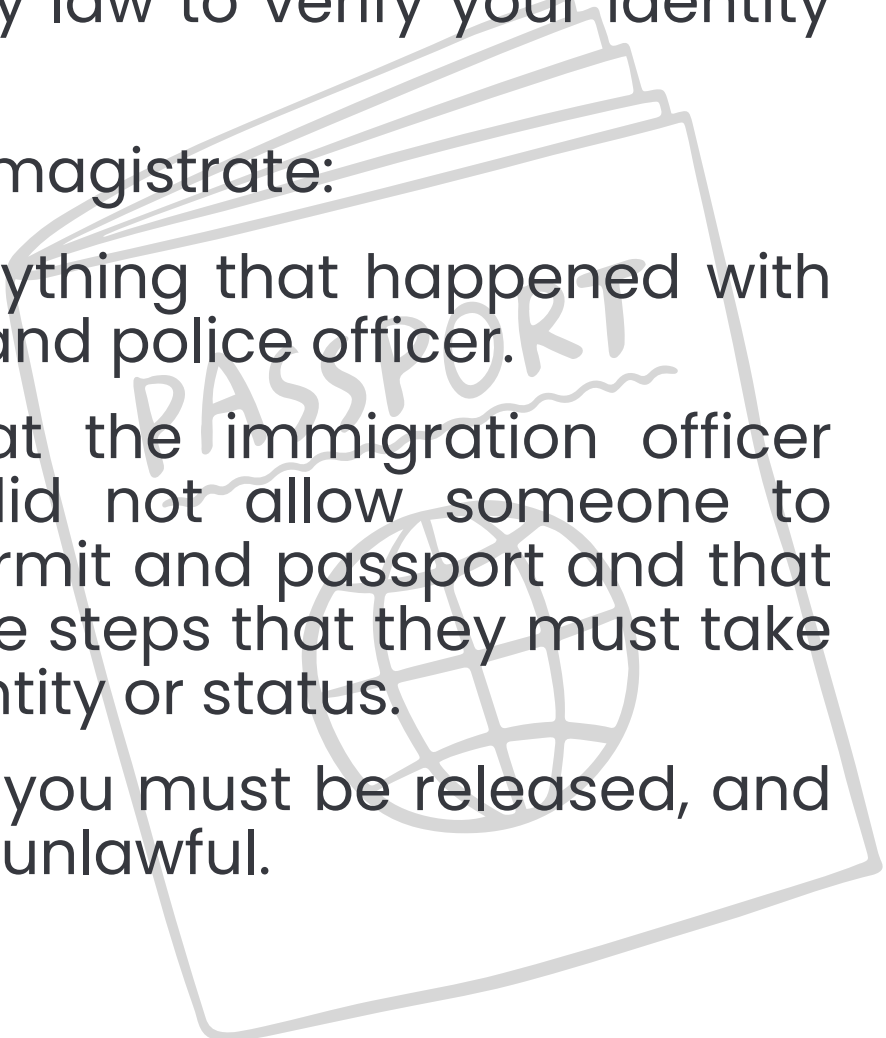 law to verify your identity
magistrate:
ything that happened with
and police officer.
at the immigration officer
did not allow someone to
rmit and passport and that
e steps that they must take
ntity or status.
you must be released, and
unlawful.
PASSPORT